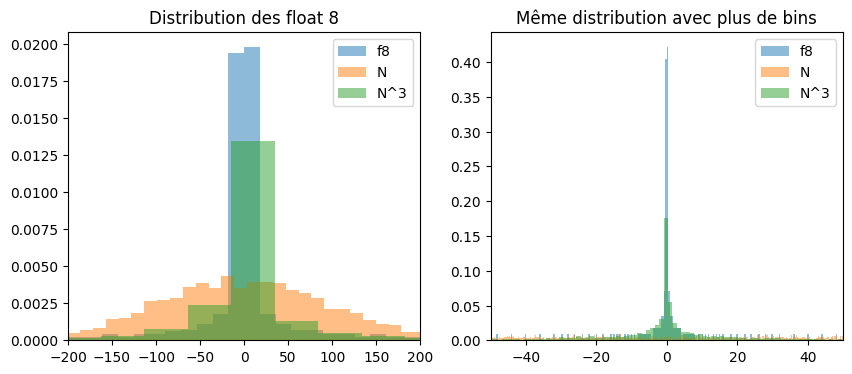 Distribution des float 8
0.0200
0.0175
0.0150
0.0125
0.0100
0.0075
0.0050
0.0025
0.0000
−200 −150 −100 −50 0 50 100 150 200
f8
N
N^3
Même distribution avec plus de bins
0.40
0.35
0.30
0.25
0.20
0.15
0.10
0.05
0.00
−40 −20 0 20 40
f8
N
N^3